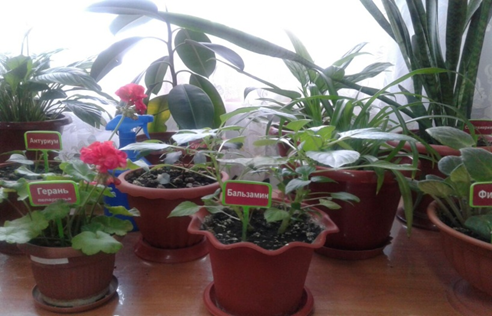 Антуриум
Герань
Бальзамин
Фи